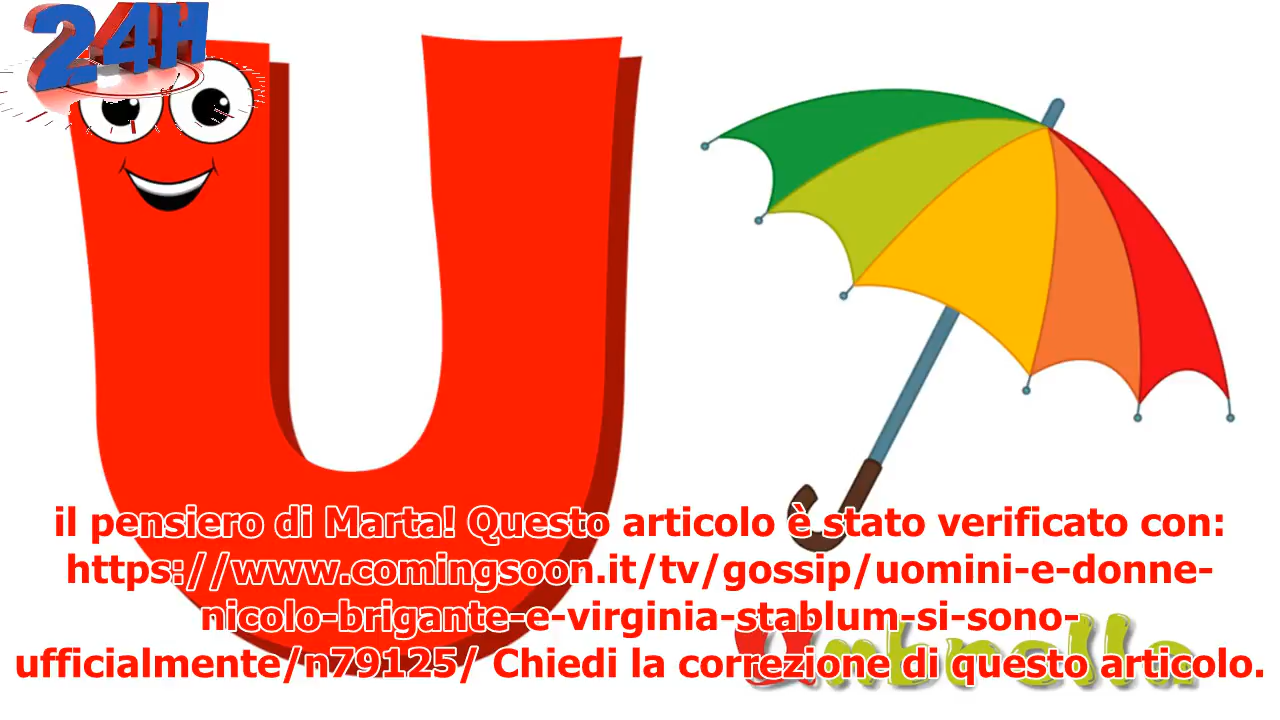 24H
il pensiero di Marta! Questo articolo è stato verificato con:
https://www.comingsoon.it/tv/gossip/uomini-e-donne-
nicolo-brigante-e-virginia-stablum-si-sono-
ufficialmente/n79125/ Chiedi la correzione di questo articolo.
U
Umbrella